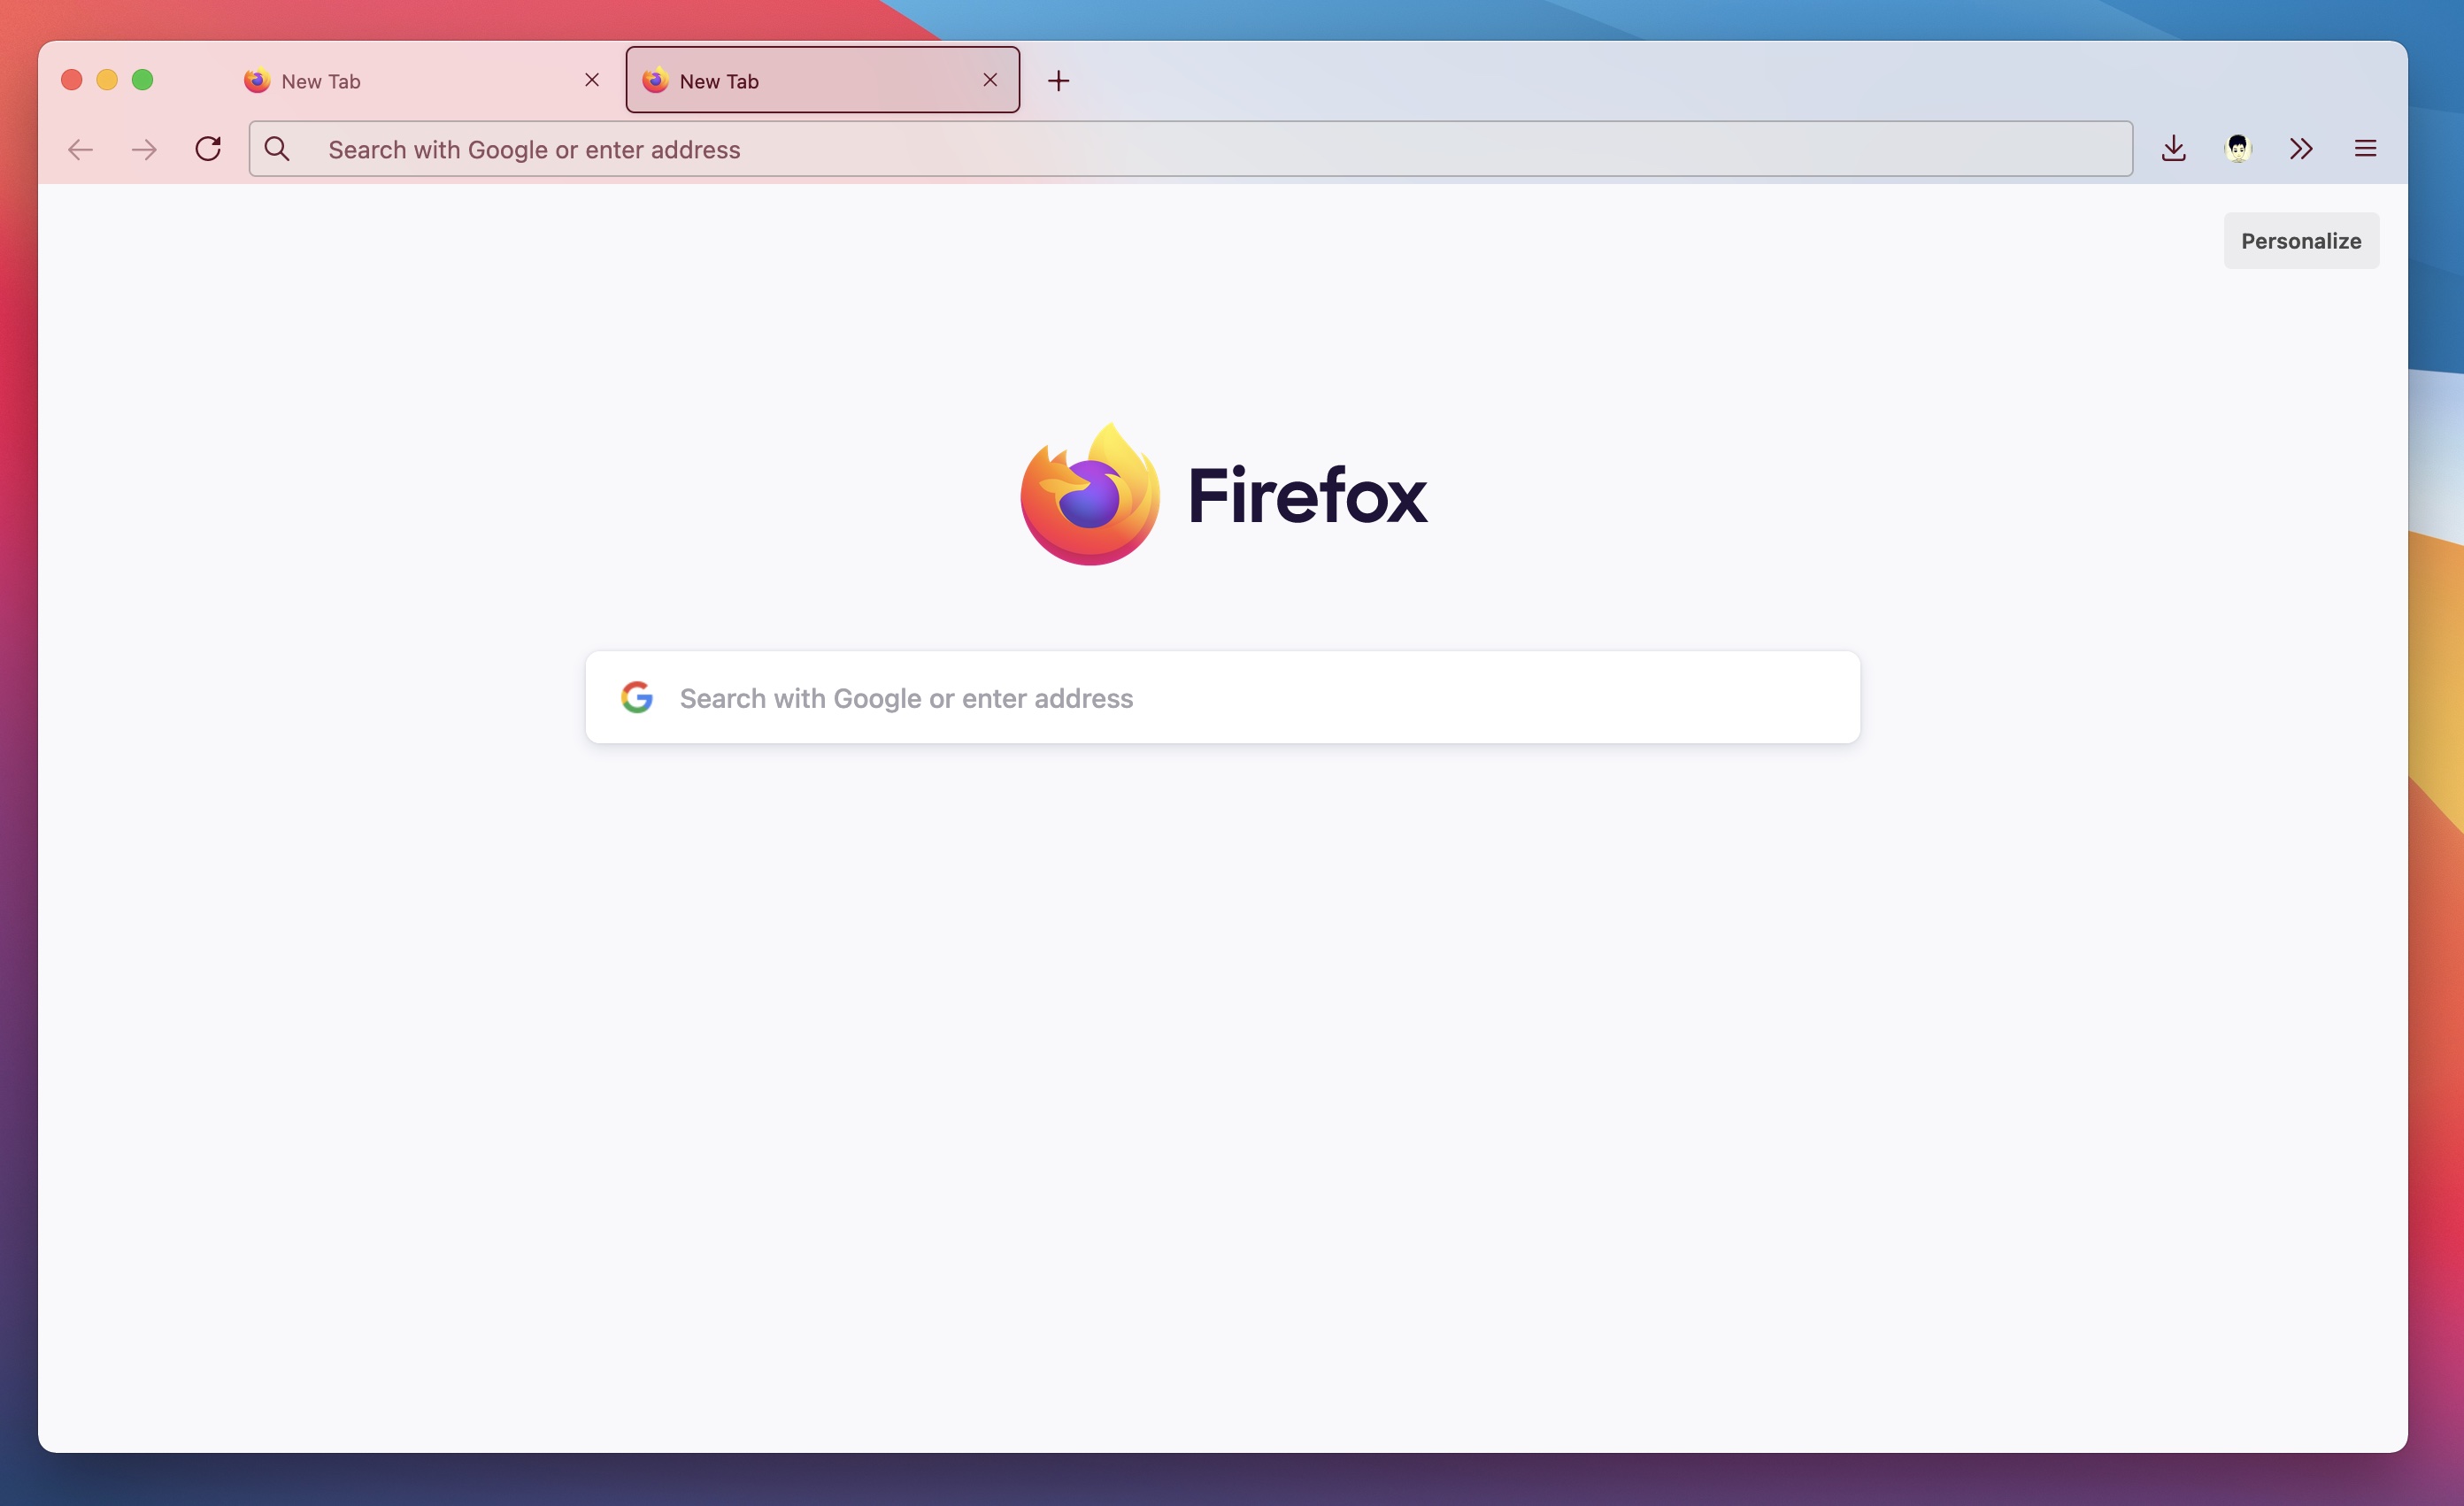 New Tab
New Tab
Search with Google or enter address
Personalize
Firefox
Search with Google or enter address